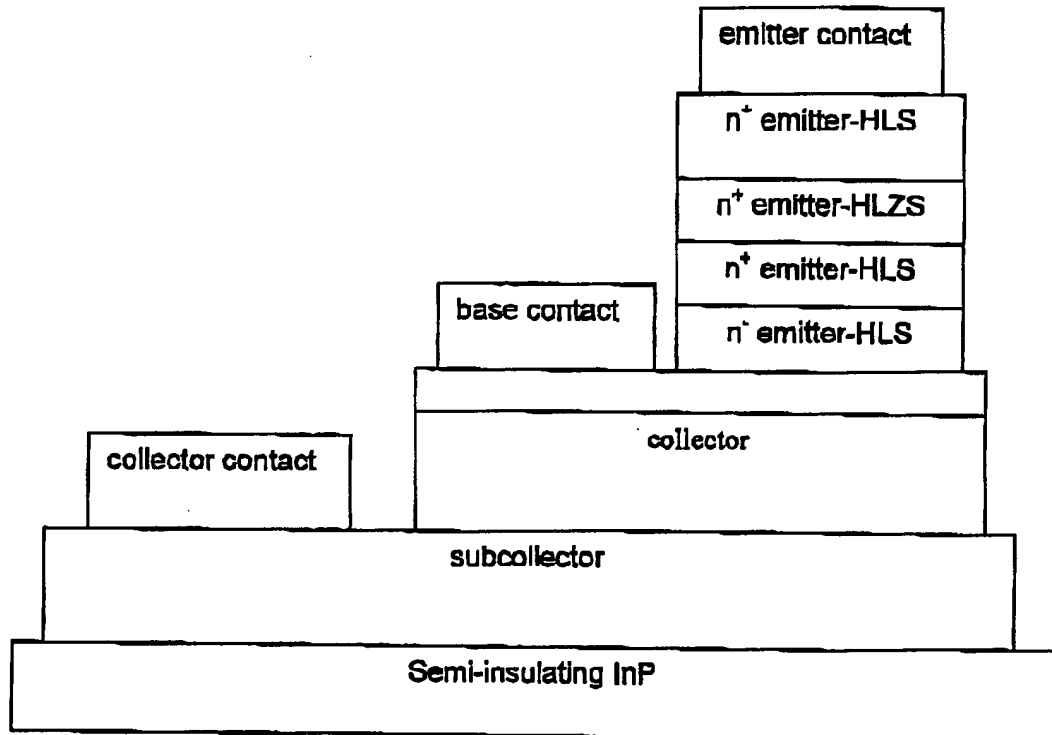 emitter contact
n⁺ emitter-HLS
n⁺ emitter-HLZS
n⁺ emitter-HLS
n⁻ emitter-HLS
base contact
collector
collector contact
subcollector
Semi-insulating InP